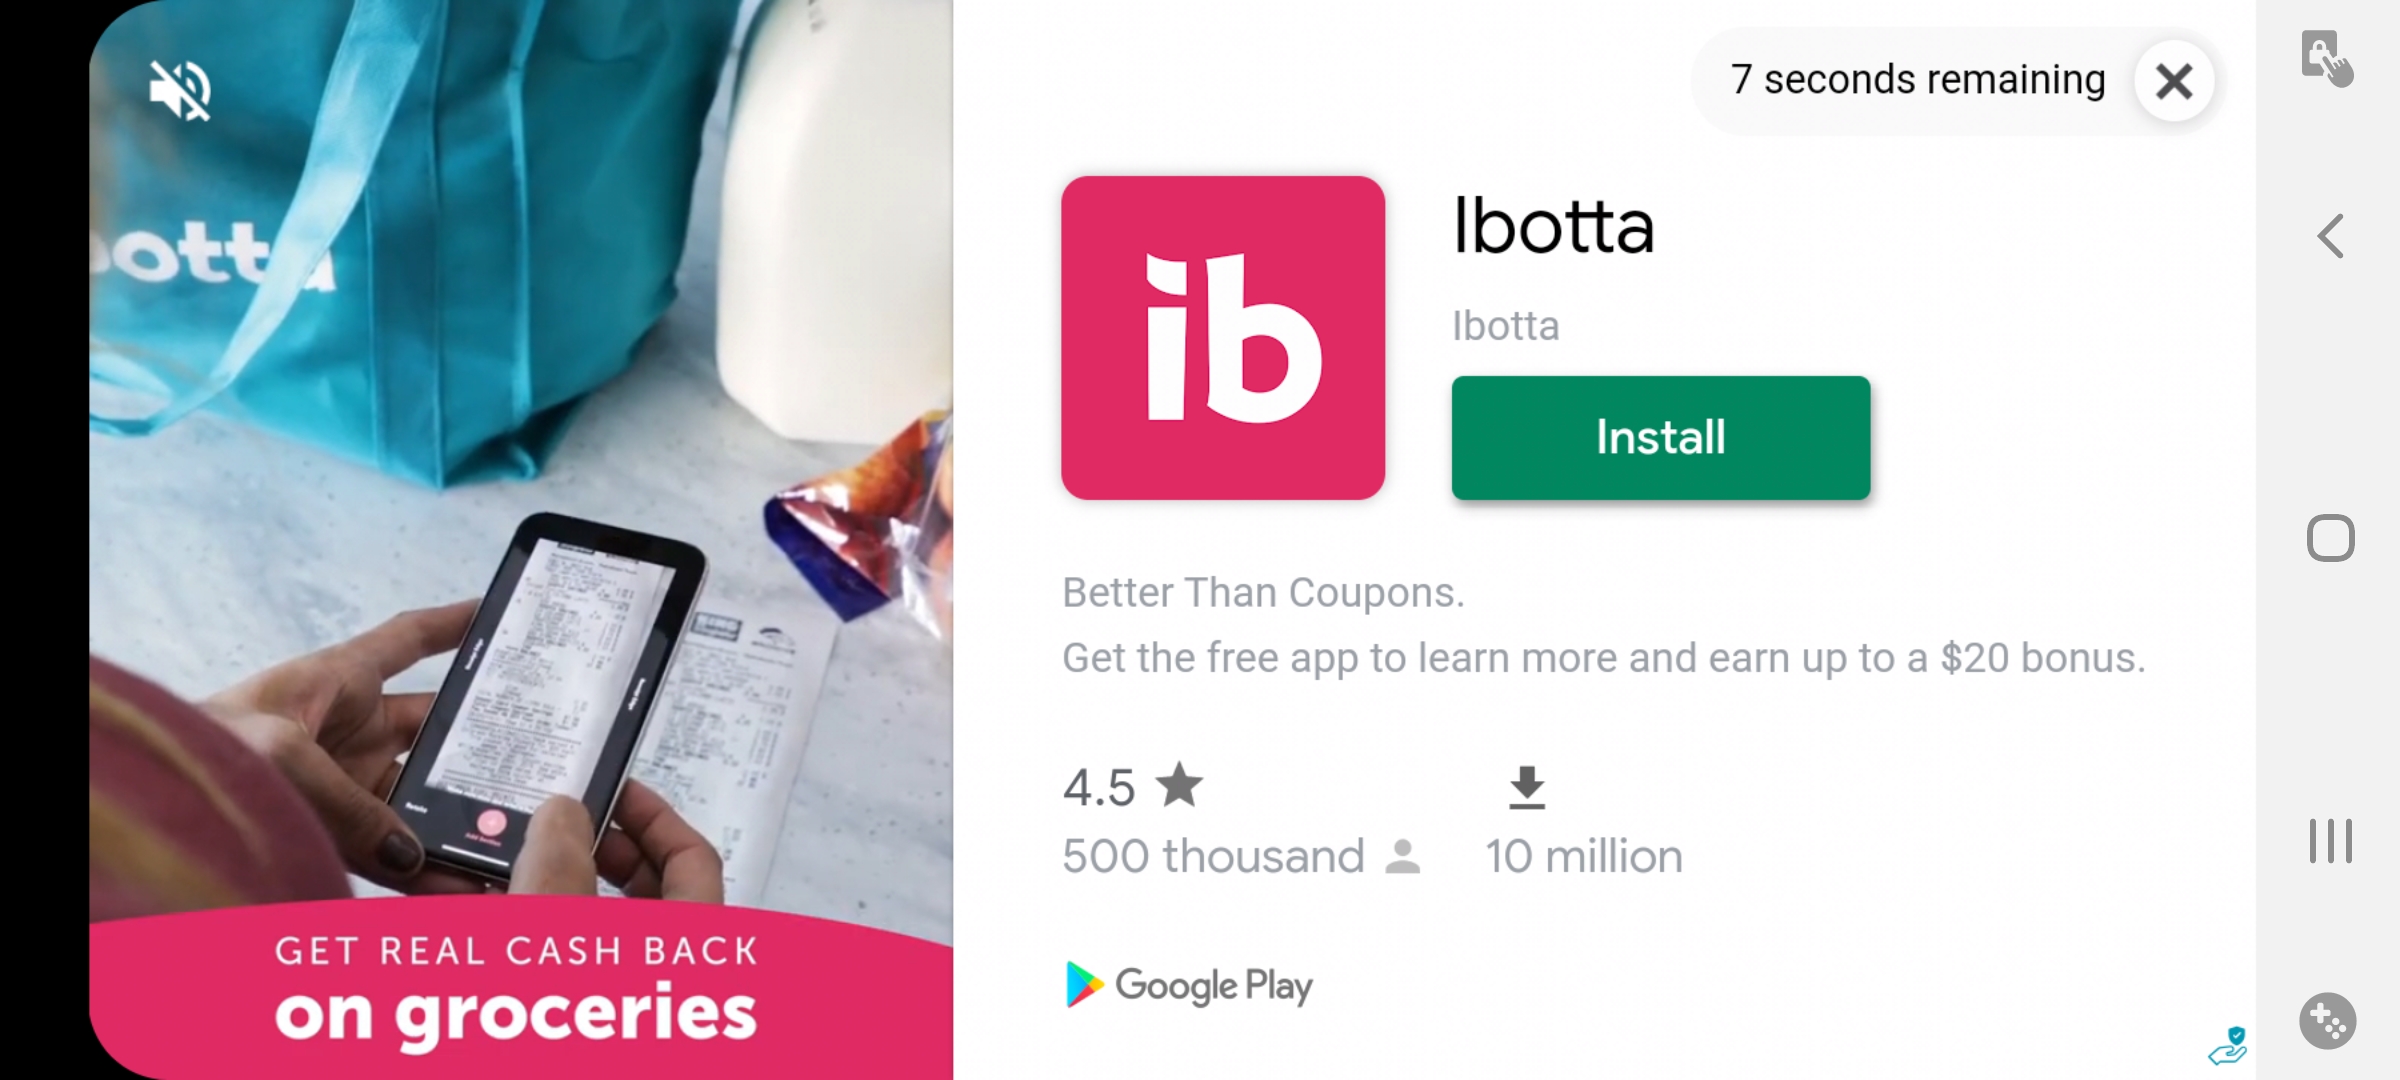 otta
GET REAL CASH BACK
on groceries
7 seconds remaining
ib
Ibotta
Ibotta
Install
Better Than Coupons.
Get the free app to learn more and earn up to a $20 bonus.
4.5
500 thousand
10 million
Google Play